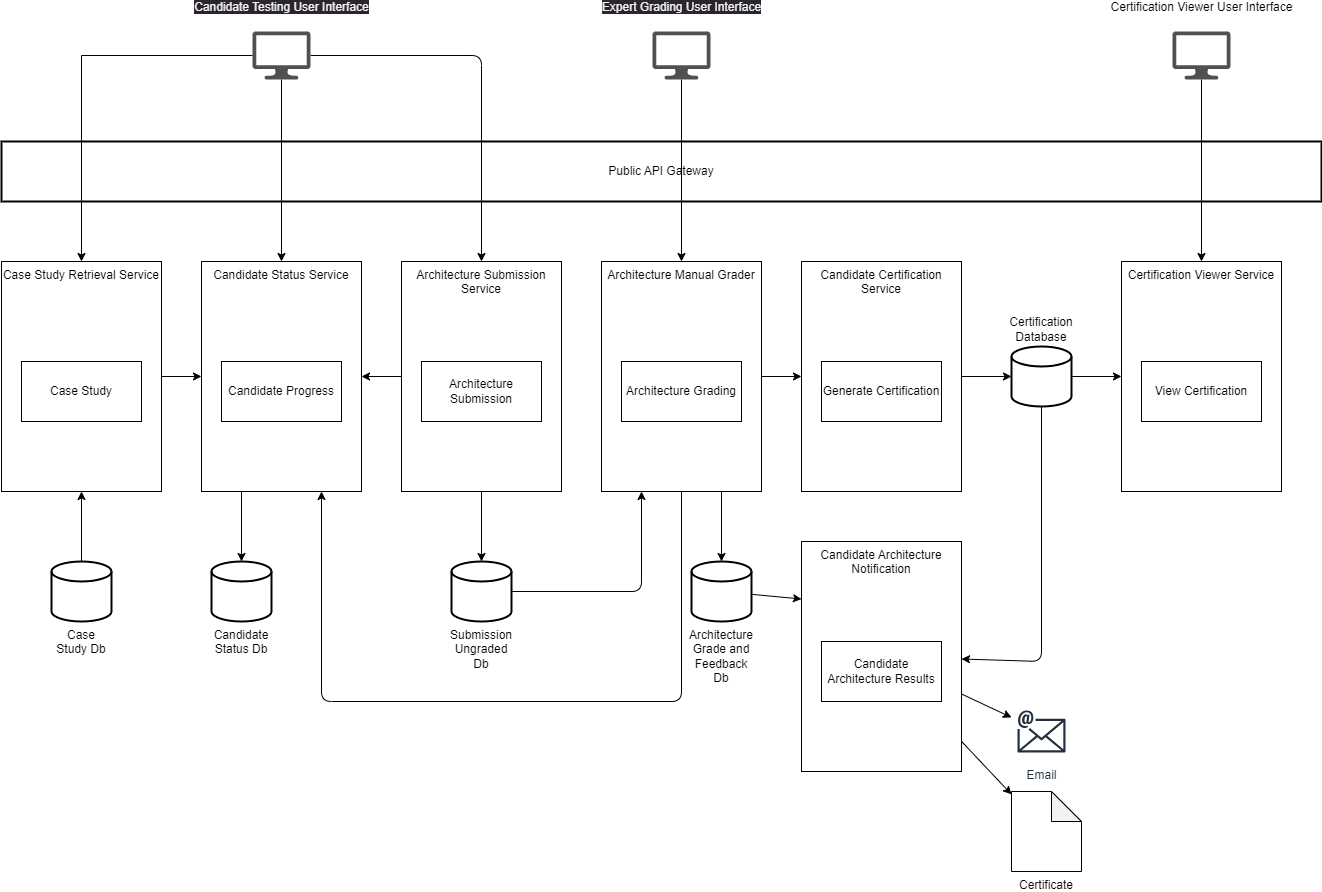 Candidate Testing User Interface
Expert Grading User Interface
Certification Viewer User Interface
Public API Gateway
Case Study Retrieval Service
Candidate Status Service
Architecture Submission
Service
Architecture Manual Grader
Candidate Certification
Service
Certification Viewer Service
Certification
Database
Case Study
Candidate Progress
Architecture
Submission
Architecture Grading
Generate Certification
View Certification
Candidate Architecture
Notification
Case
Study Db
Candidate
Status Db
Submission
Ungraded
Db
Architecture
Grade and
Feedback
Db
Candidate
Architecture Results
@
Email
Certificate